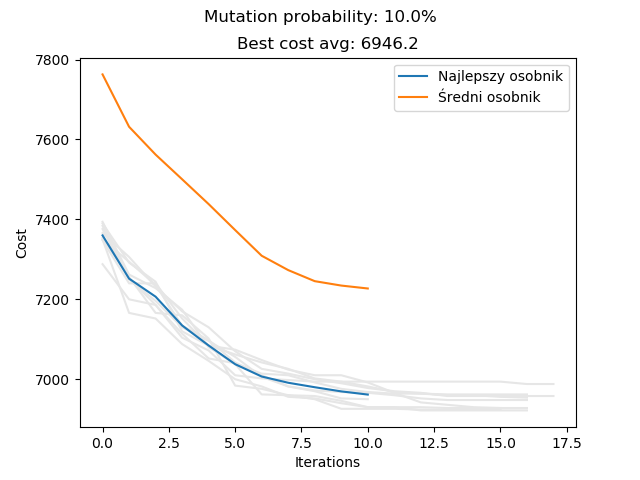 Mutation probability: 10.0%
Best cost avg: 6946.2
Najlepszy osobnik
Średni osobnik
7800
7600
7400
7200
7000
Cost
0.0 2.5 5.0 7.5 10.0 12.5 15.0 17.5
Iterations